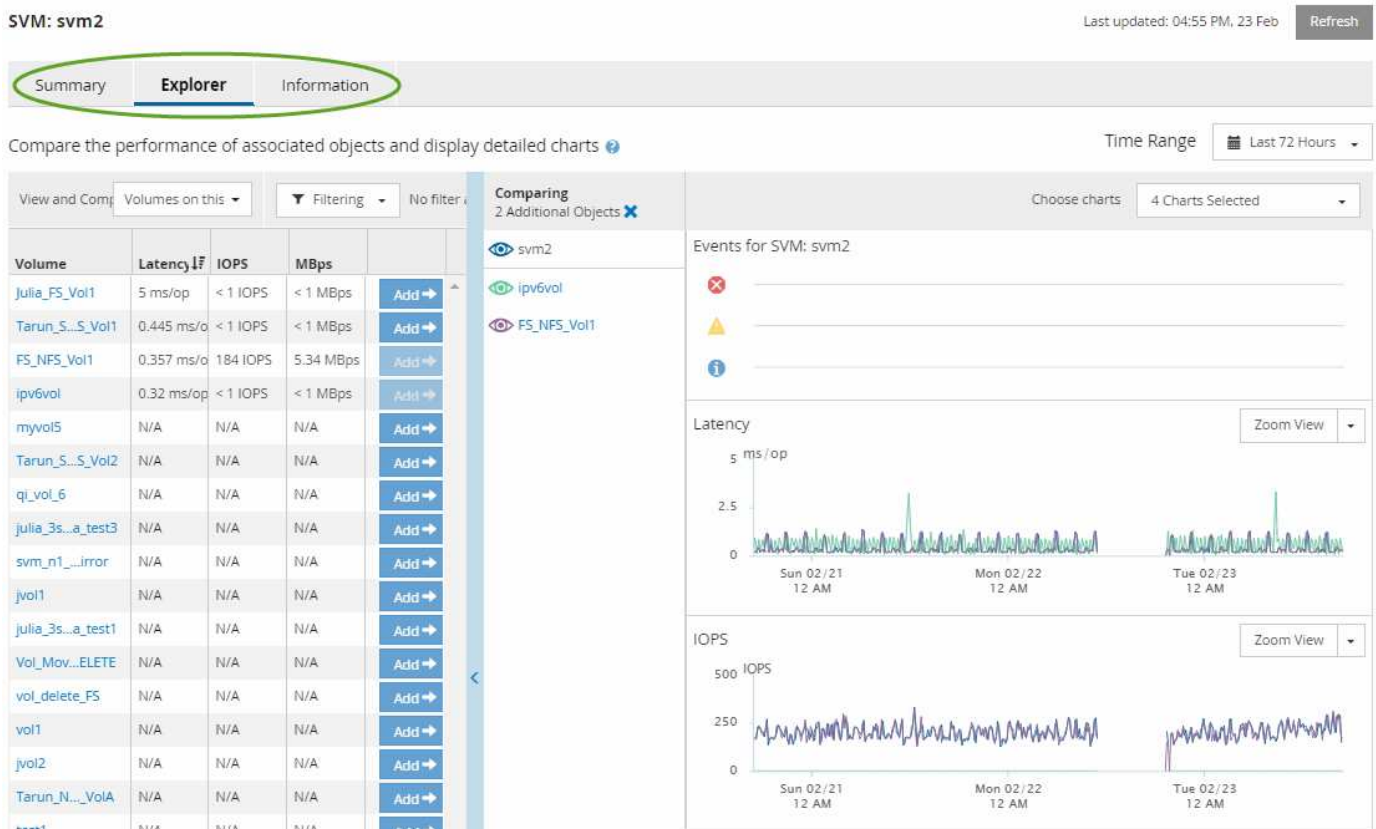 SVM: svm2
Last updated: 04:55 PM, 23 Feb
Refresh
Summary
Explorer
Information
Compare the performance of associated objects and display detailed charts ?
Time Range
Last 72 Hours
View and Comp
Volumes on this
Filtering
No filter
Comparing
2 Additional Objects
Choose charts
4 Charts Selected
Volume Latency IOPS MBps
Julia_FS_Vol1 5 ms/op < 1 IOPS < 1 MBps Add
Tarun_S...S_Vol1 0.445 ms/o < 1 IOPS < 1 MBps Add
FS_NFS_Vol1 0.357 ms/o 184 IOPS 5.34 MBps Add
ipv6vol 0.32 ms/op < 1 IOPS < 1 MBps Add
myvol5 N/A N/A N/A Add
Tarun_S...S_Vol2 N/A N/A N/A Add
qi_vol_6 N/A N/A N/A Add
julia_3s...a_test3 N/A N/A N/A Add
svm_n1_...irror N/A N/A N/A Add
jvol1 N/A N/A N/A Add
julia_3s...a_test1 N/A N/A N/A Add
Vol_Mov...ELETE N/A N/A N/A Add
vol_delete_FS N/A N/A N/A Add
vol1 N/A N/A N/A Add
jvol2 N/A N/A N/A Add
Tarun_N..._VolA N/A N/A N/A Add
svm2
ipv6vol
FS_NFS_Vol1
Events for SVM: svm2
Latency
Zoom View
5 ms/op
2.5
0
Sun 02/21 Mon 02/22 Tue 02/23
12 AM 12 AM 12 AM
IOPS
Zoom View
500 IOPS
250
0
Sun 02/21 Mon 02/22 Tue 02/23
12 AM 12 AM 12 AM